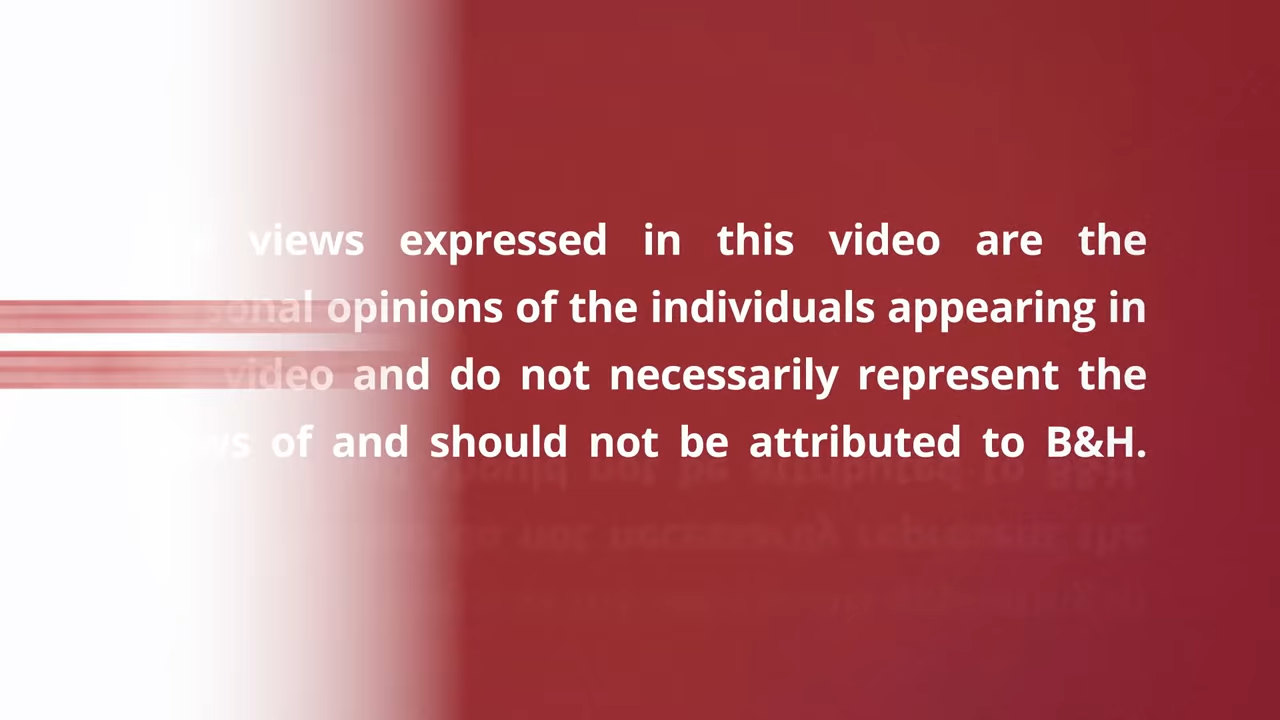 views expressed in this video are the
opinions of the individuals appearing in
video and do not necessarily represent the
of and should not be attributed to B&H.